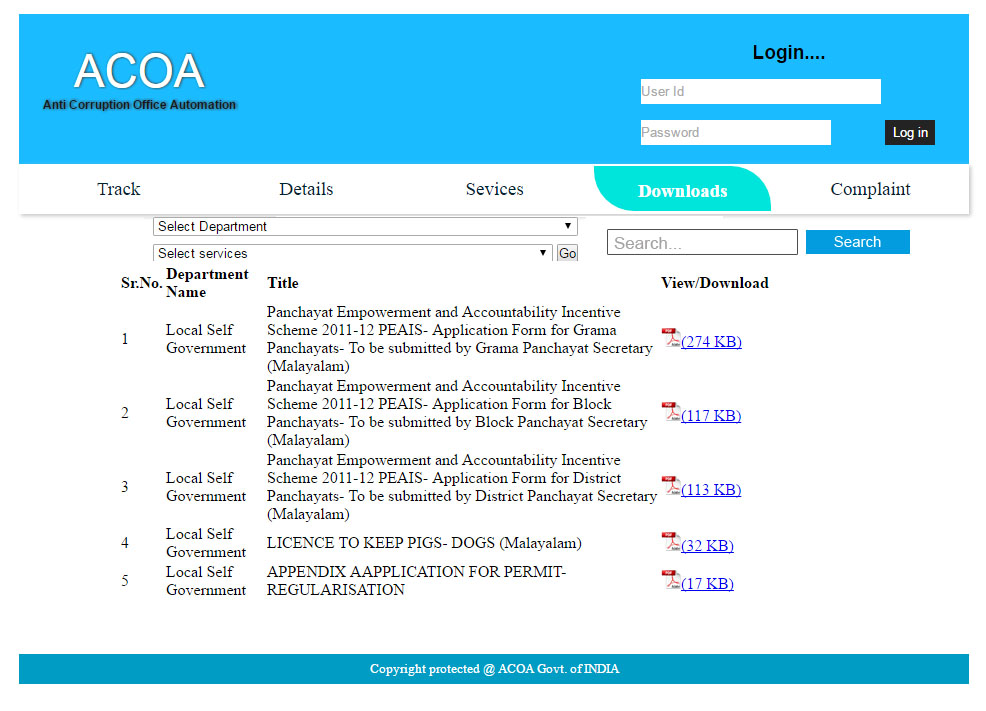 ACOA
Anti Corruption Office Automation
Login....
User Id
Password
Log in
Track Details Sevices Downloads Complaint
Select Department
Select services Go
Search... Search
Sr.No. Department Name Title View/Download
1 Local Self Government Panchayat Empowerment and Accountability Incentive
Scheme 2011-12 PEAIS- Application Form for Grama
Panchayats- To be submitted by Grama Panchayat Secretary
(Malayalam) (274 KB)
2 Local Self Government Panchayat Empowerment and Accountability Incentive
Scheme 2011-12 PEAIS- Application Form for Block
Panchayats- To be submitted by Block Panchayat Secretary
(Malayalam) (117 KB)
3 Local Self Government Panchayat Empowerment and Accountability Incentive
Scheme 2011-12 PEAIS- Application Form for District
Panchayats- To be submitted by District Panchayat Secretary
(Malayalam) (113 KB)
4 Local Self Government LICENCE TO KEEP PIGS- DOGS (Malayalam) (32 KB)
5 Local Self Government APPENDIX AAPPLICATION FOR PERMIT-
REGULARISATION (17 KB)
Copyright protected @ ACOA Govt. of INDIA